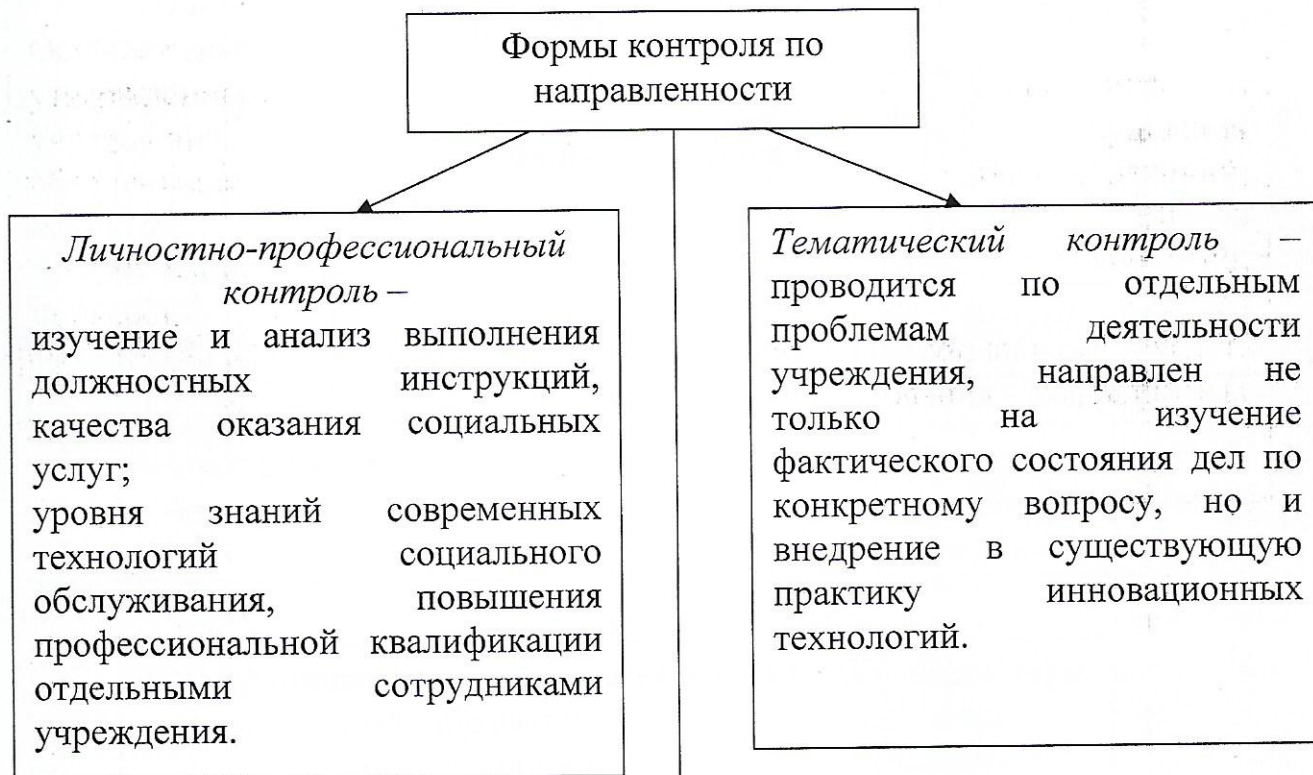 Формы контроля по
направленности
Личностно-профессиональный
контроль –
изучение и анализ выполнения
должностных инструкций,
качества оказания социальных
услуг;
уровня знаний современных
технологий социального
обслуживания, повышения
профессиональной квалификации
отдельными сотрудниками
учреждения.
Тематический контроль –
проводится по отдельным
проблемам деятельности
учреждения, направлен не
только на изучение
фактического состояния дел по
конкретному вопросу, но и
внедрение в существующую
практику инновационных
технологий.